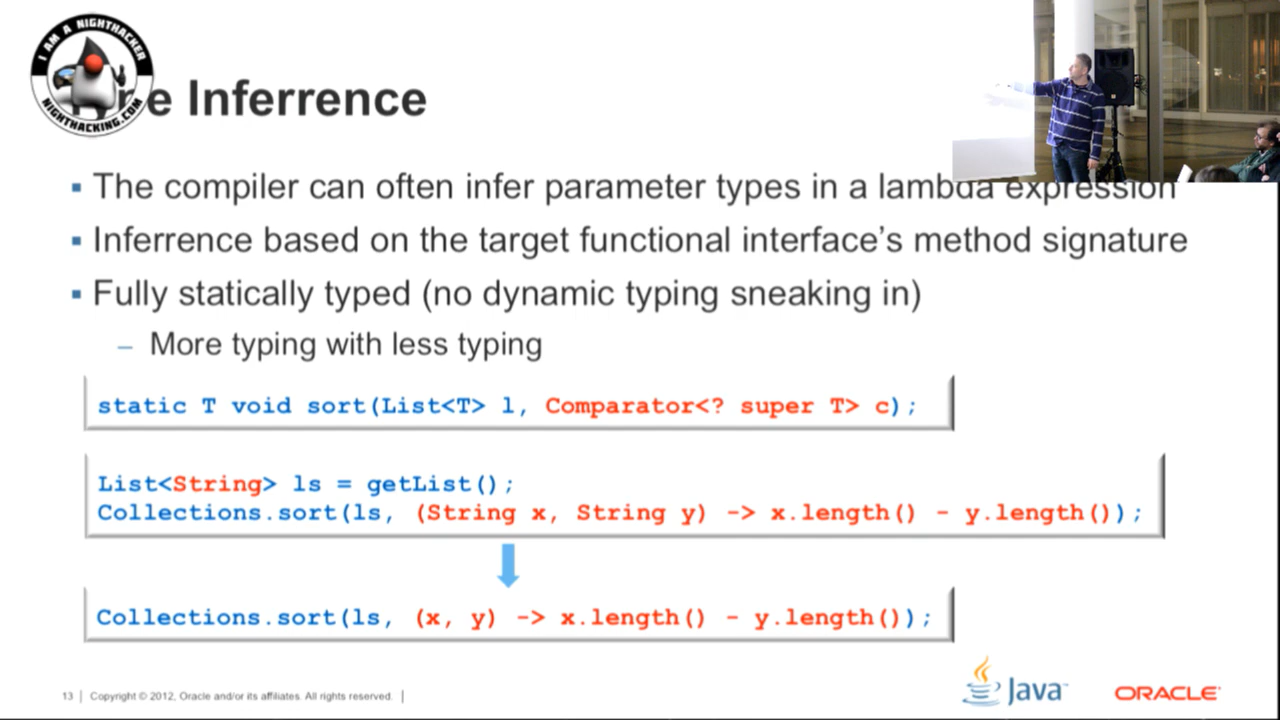 I AM A NIGHTHACKER
NIGHTHACKING.COM
Inferrence
The compiler can often infer parameter types in a lambda expression
Inferrence based on the target functional interface's method signature
Fully statically typed (no dynamic typing sneaking in)
– More typing with less typing
static T void sort(List<T> l, Comparator<? super T> c);
List<String> ls = getList();
Collections.sort(ls, (String x, String y) -> x.length() - y.length());
Collections.sort(ls, (x, y) -> x.length() - y.length());
13 | Copyright © 2012, Oracle and/or its affiliates. All rights reserved. |
Java™
ORACLE®